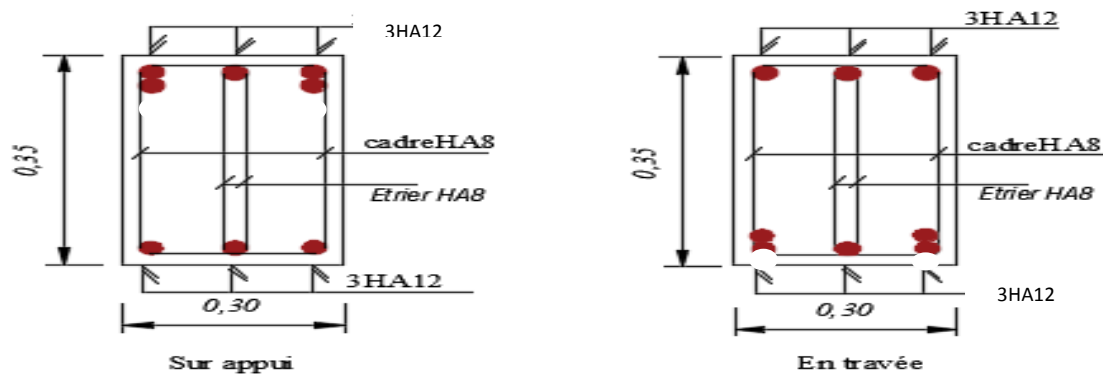 3HA12
0,35
cadreHA8
Etrier HA8
3HA12
0,30
Sur appui
3HA12
0,35
cadreHA8
Etrier HA8
3HA12
0,30
En travée